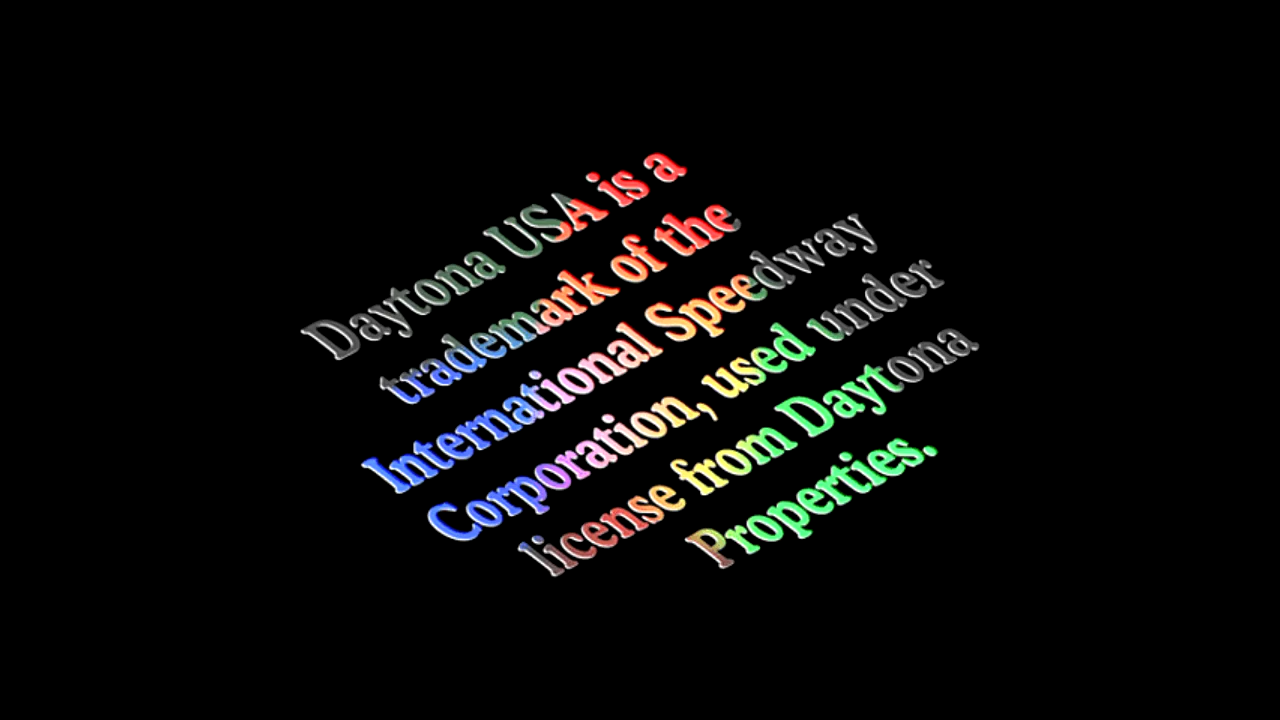 Daytona USA is a
trademark of the
International Speedway
Corporation, used under
license from Daytona
Properties.